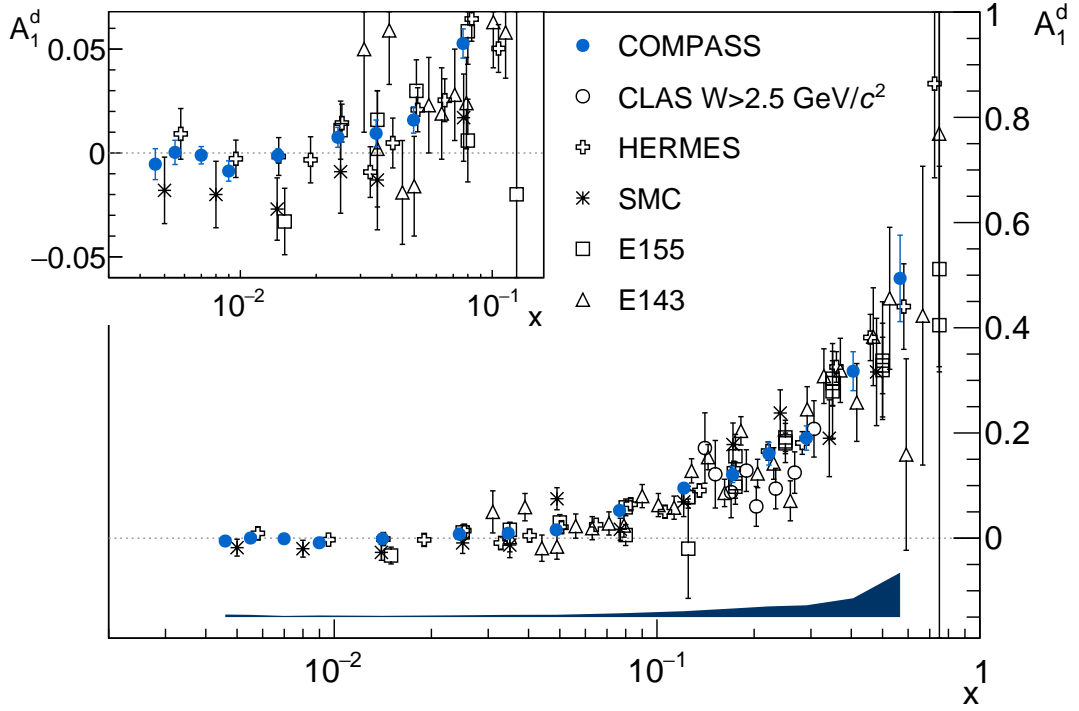 A₁ᵈ
0.05
0
−0.05
10⁻²
10⁻¹
x
COMPASS
CLAS W>2.5 GeV/c²
HERMES
SMC
E155
E143
1
A₁ᵈ
0.8
0.6
0.4
0.2
0
10⁻²
10⁻¹
1
x